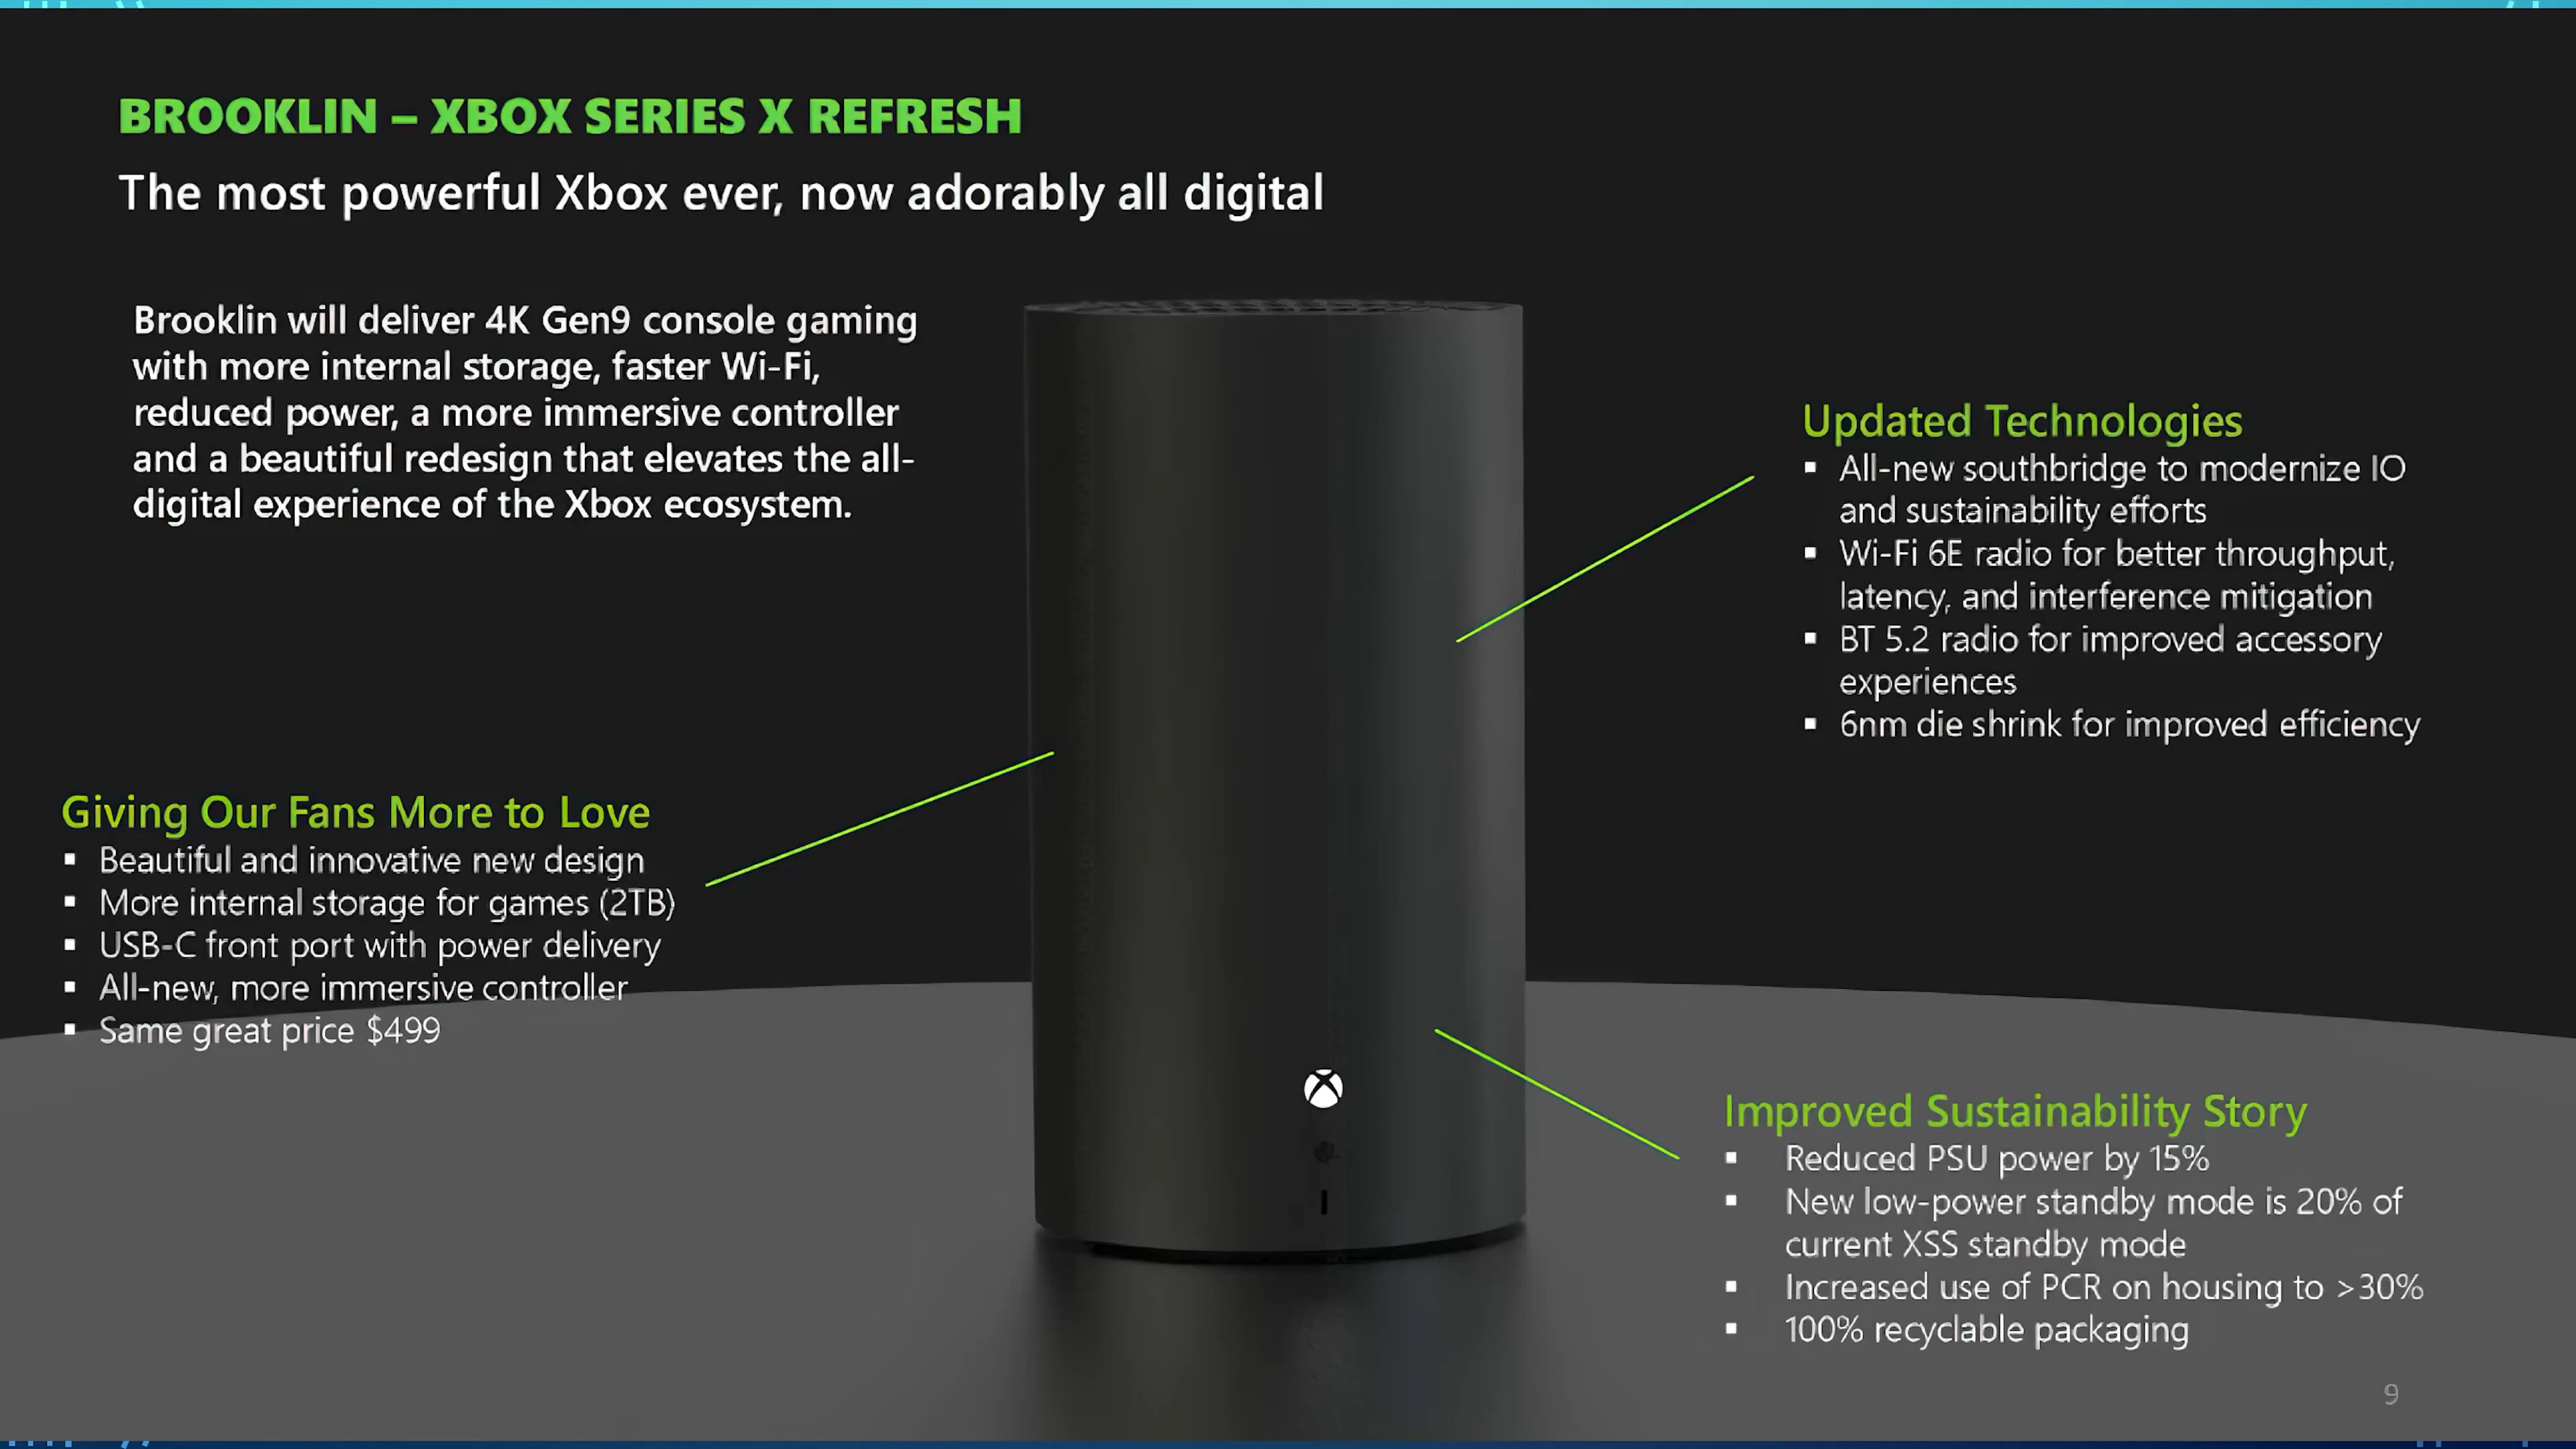 BROOKLIN – XBOX SERIES X REFRESH
The most powerful Xbox ever, now adorably all digital
Brooklin will deliver 4K Gen9 console gaming
with more internal storage, faster Wi-Fi,
reduced power, a more immersive controller
and a beautiful redesign that elevates the all-
digital experience of the Xbox ecosystem.
Giving Our Fans More to Love
▪ Beautiful and innovative new design
▪ More internal storage for games (2TB)
▪ USB-C front port with power delivery
▪ All-new, more immersive controller
▪ Same great price $499
Updated Technologies
▪ All-new southbridge to modernize IO
and sustainability efforts
▪ Wi-Fi 6E radio for better throughput,
latency, and interference mitigation
▪ BT 5.2 radio for improved accessory
experiences
▪ 6nm die shrink for improved efficiency
Improved Sustainability Story
▪ Reduced PSU power by 15%
▪ New low-power standby mode is 20% of
current XSS standby mode
▪ Increased use of PCR on housing to >30%
▪ 100% recyclable packaging
9